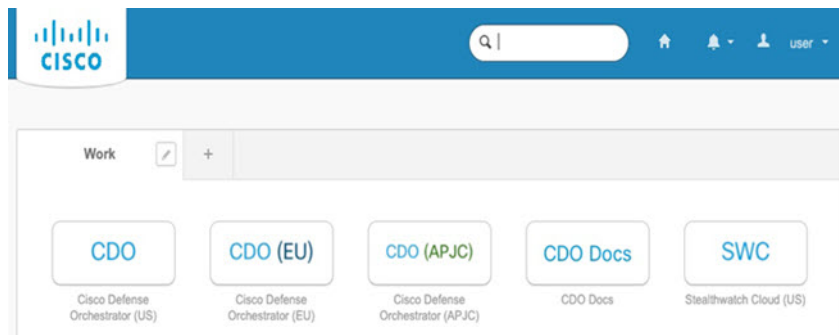 CISCO
user
Work
+
CDO
CDO (EU)
CDO (APJC)
CDO Docs
SWC
Cisco Defense
Orchestrator (US)
Cisco Defense
Orchestrator (EU)
Cisco Defense
Orchestrator (APJC)
CDO Docs
Stealthwatch Cloud (US)